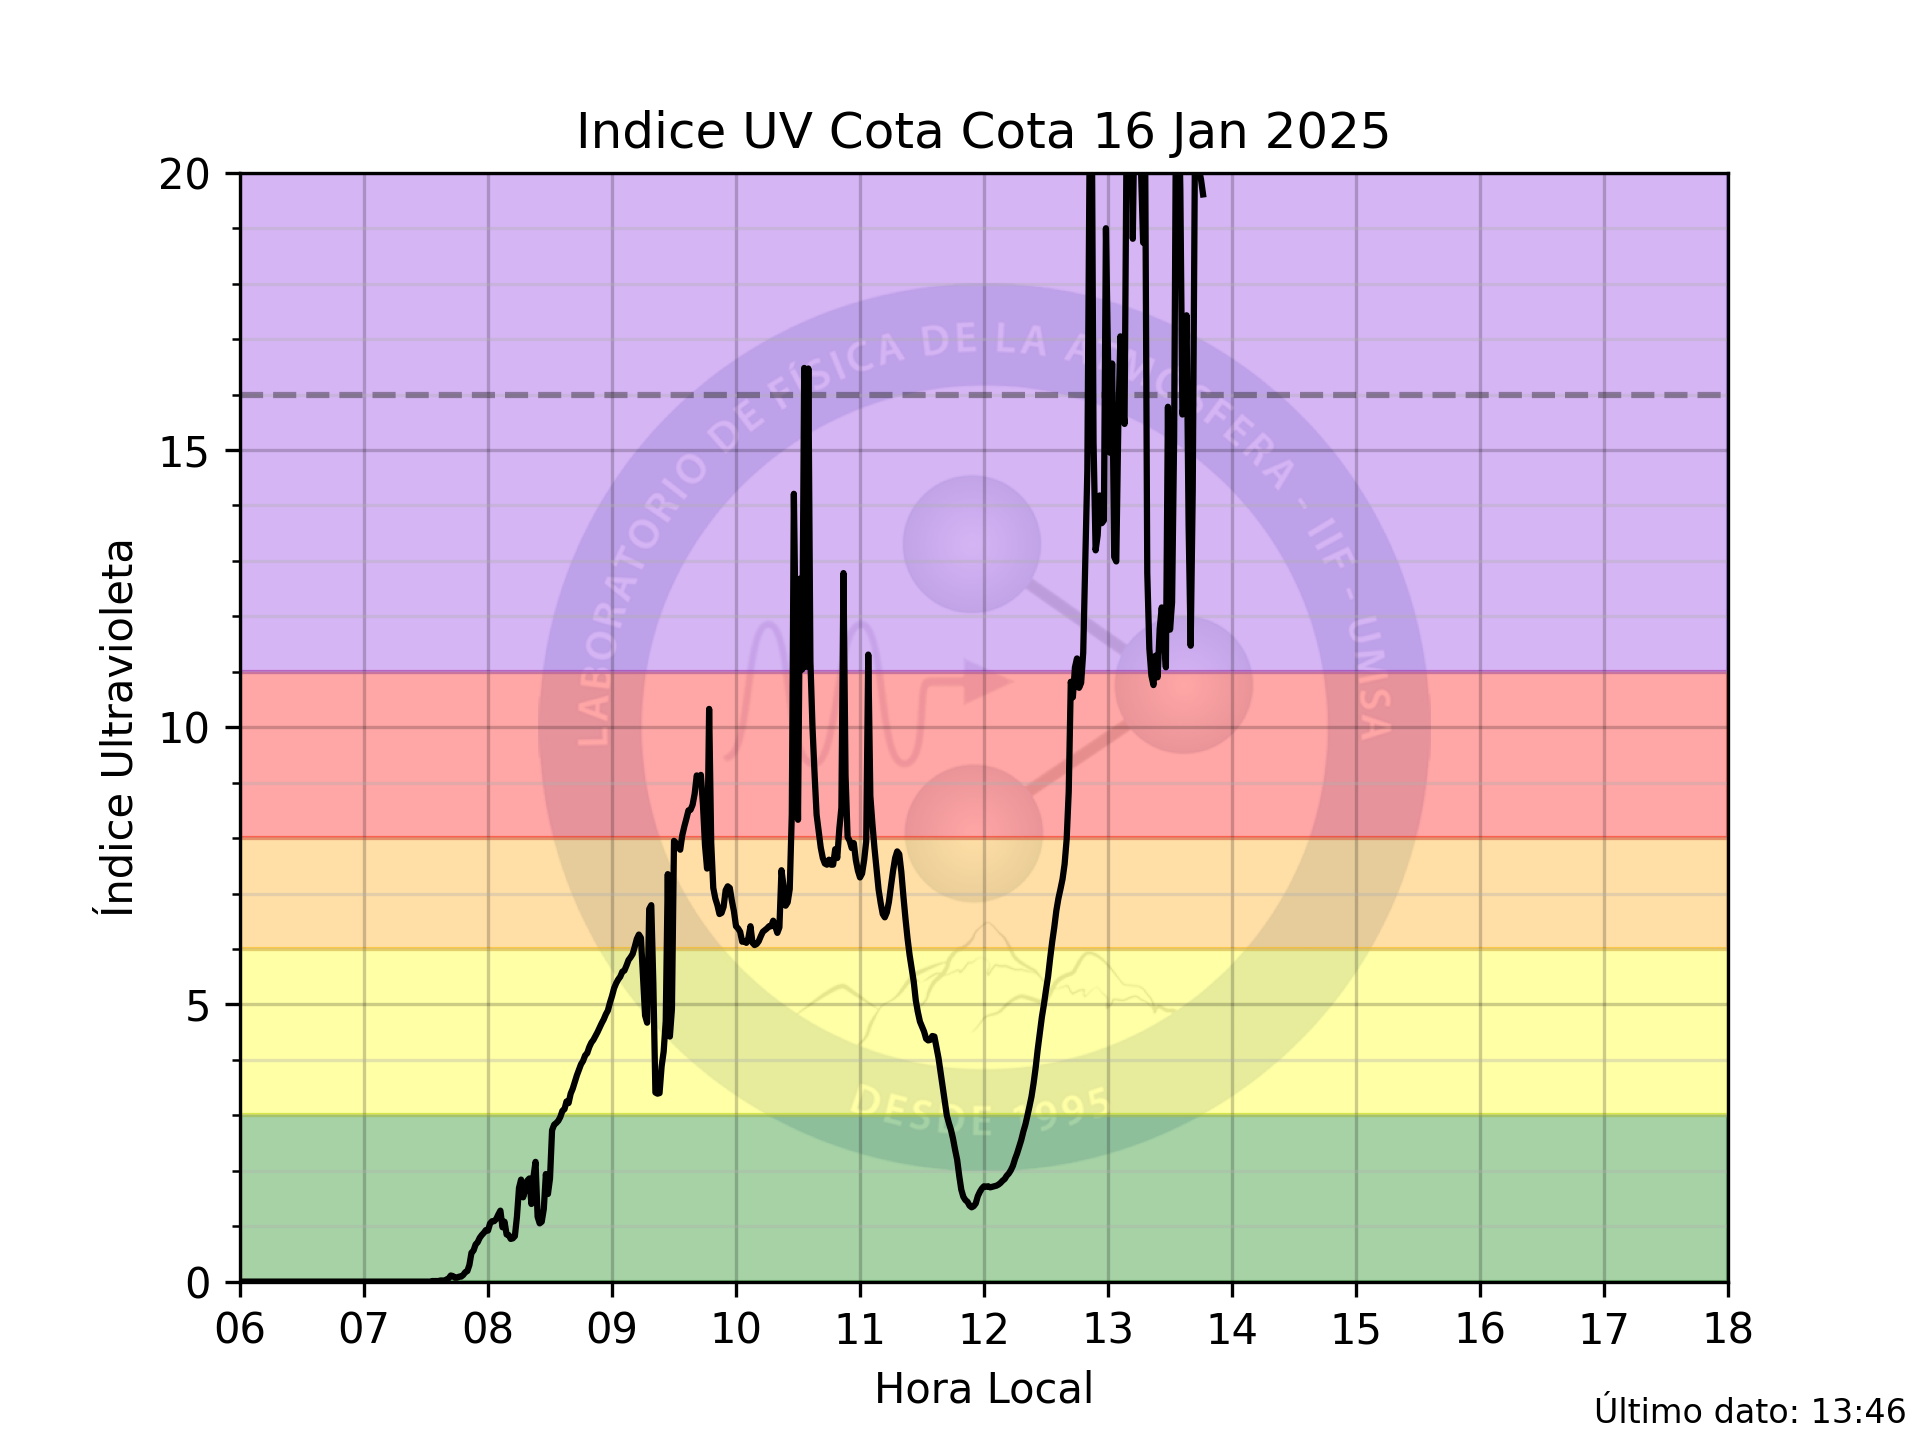 Indice UV Cota Cota 16 Jan 2025
20
15
10
5
0
Índice Ultravioleta
LABORATORIO DE FÍSICA DE LA ATMOSFERA - IIF - UMSA
DESDE 1995
06 07 08 09 10 11 12 13 14 15 16 17 18
Hora Local
Último dato: 13:46